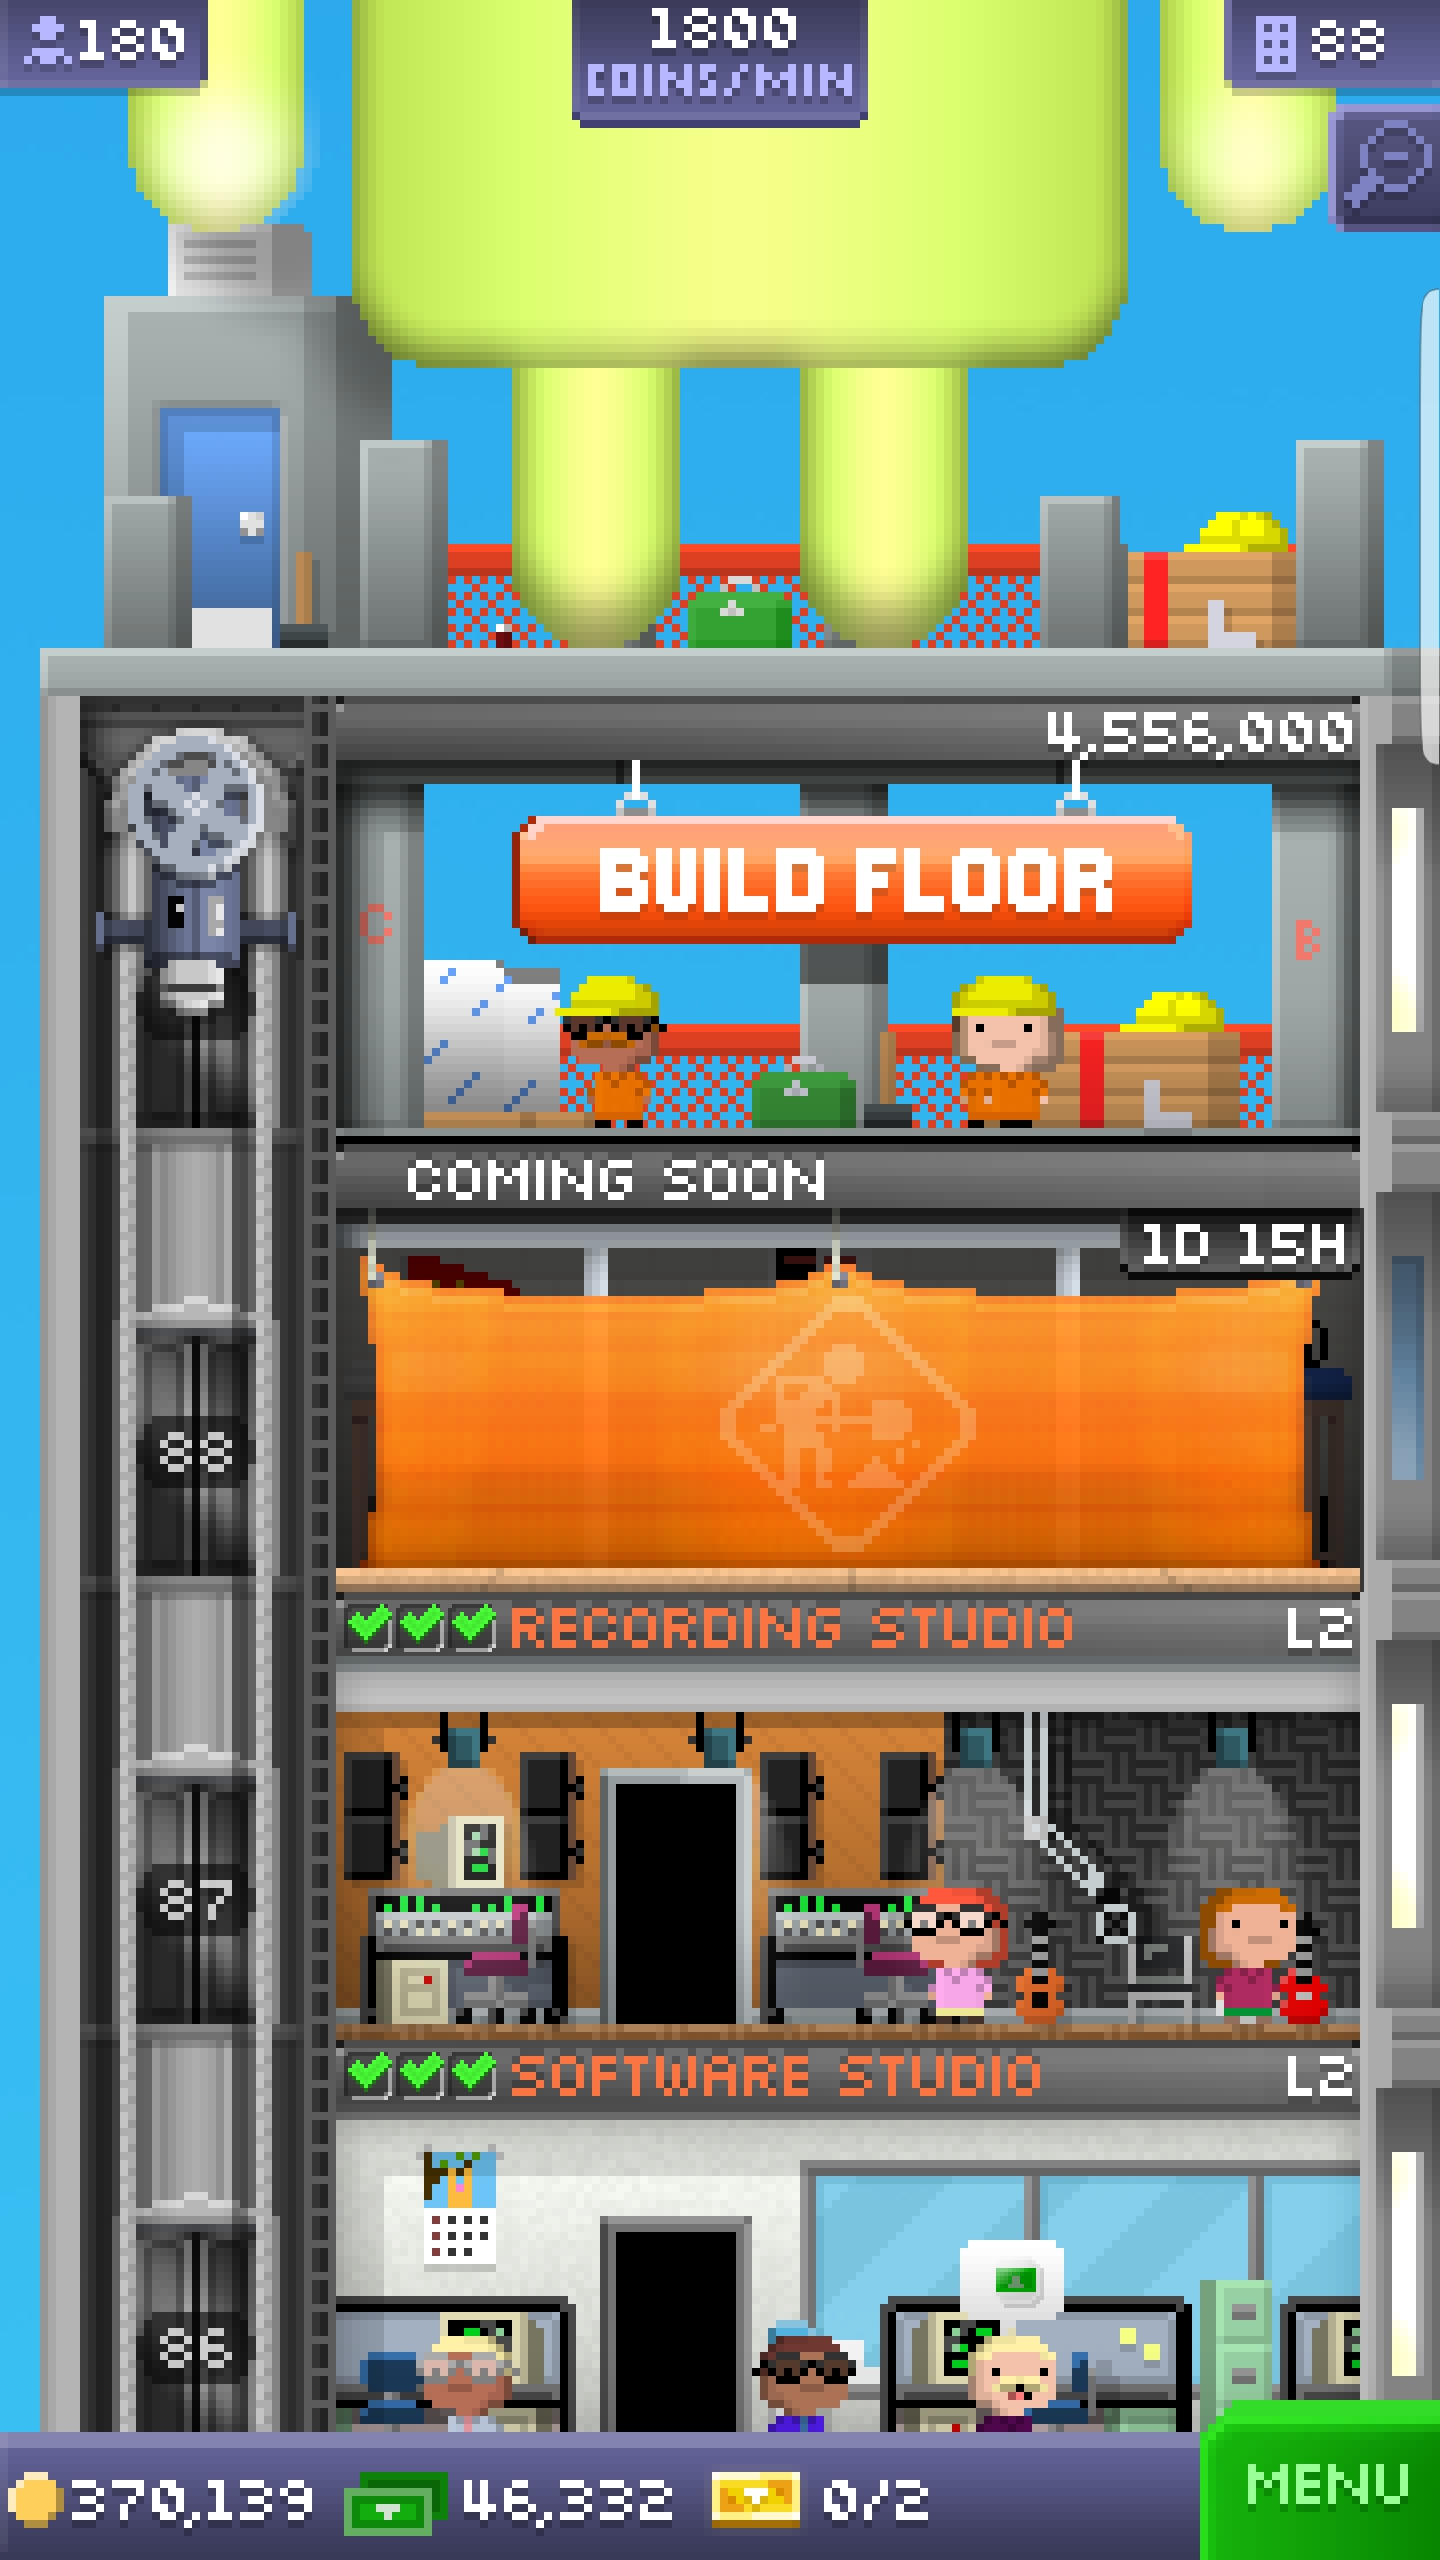 180
1800
COINS/MIN
88
4,556,000
BUILD FLOOR
C
B
COMING SOON
1D 15H
88
RECORDING STUDIO L2
87
SOFTWARE STUDIO L2
86
370,139 46,332 0/2 MENU